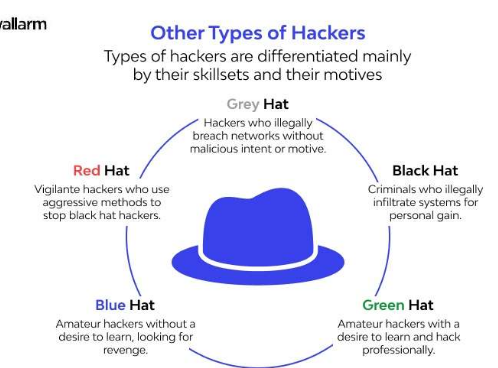 wallarm
Other Types of Hackers
Types of hackers are differentiated mainly
by their skillsets and their motives
Grey Hat
Hackers who illegally
breach networks without
malicious intent or motive.
Red Hat
Vigilante hackers who use
aggressive methods to
stop black hat hackers.
Black Hat
Criminals who illegally
infiltrate systems for
personal gain.
Blue Hat
Amateur hackers without a
desire to learn, looking for
revenge.
Green Hat
Amateur hackers with a
desire to learn and hack
professionally.